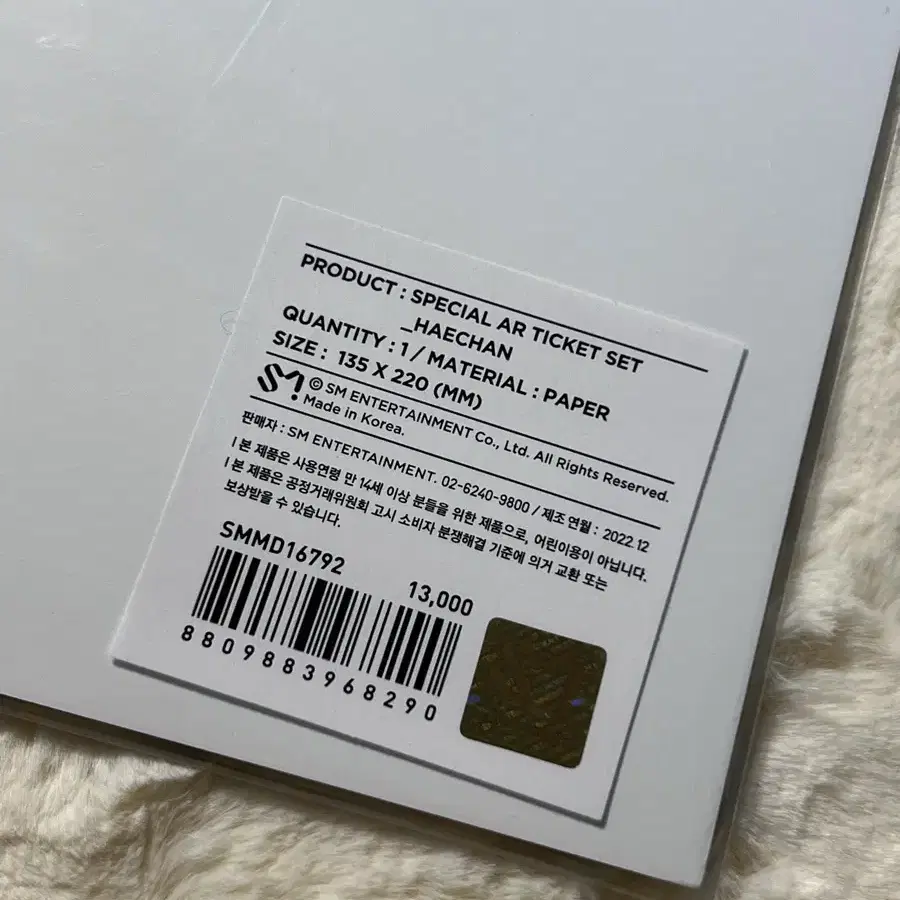 PRODUCT : SPECIAL AR TICKET SET
_HAECHAN
QUANTITY : 1 / MATERIAL : PAPER
SIZE : 135 X 220 (MM)
SM © SM ENTERTAINMENT Co., Ltd. All Rights Reserved.
Made in Korea.
판매자 : SM ENTERTAINMENT. 02-6240-9800 / 제조 연월 : 2022.12
| 본 제품은 사용연령 만 14세 이상 분들을 위한 제품으로, 어린이용이 아닙니다.
| 본 제품은 공정거래위원회 고시 소비자 분쟁해결 기준에 의거 교환 또는
보상받을 수 있습니다.
SMMD16792
13,000
8809883968290